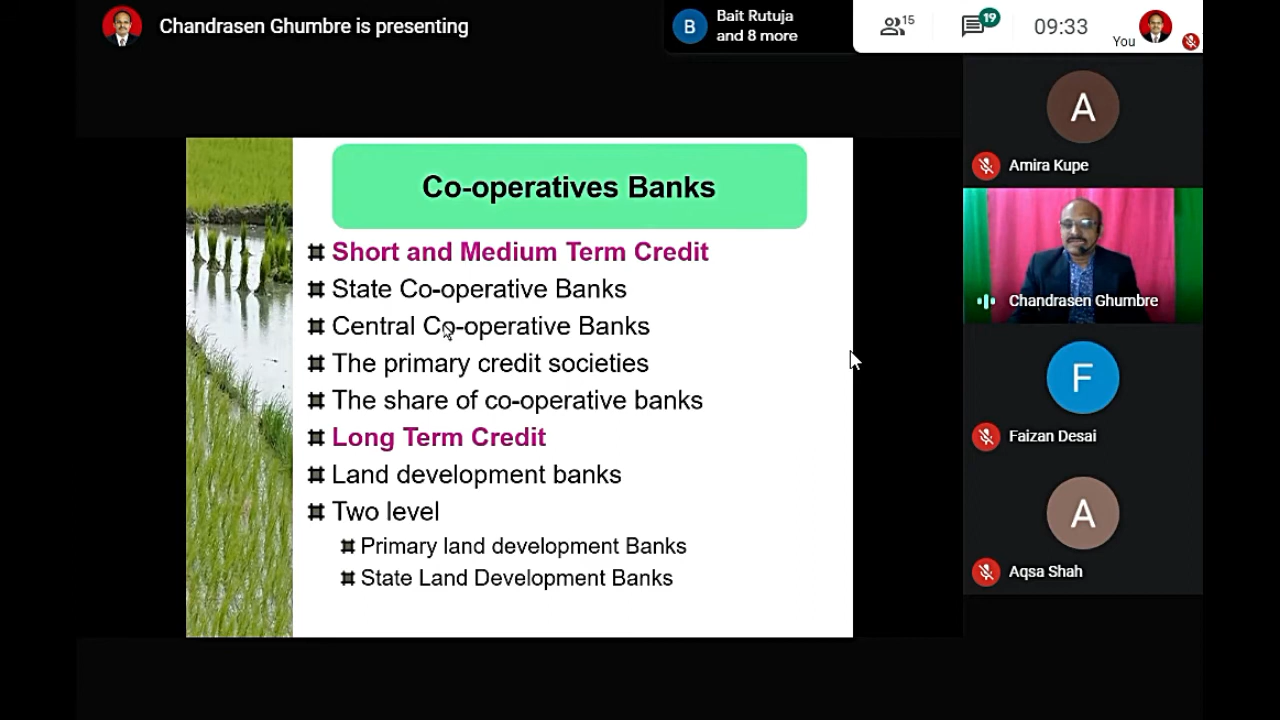 Chandrasen Ghumbre is presenting
B
Bait Rutuja
and 8 more
15
19
09:33
You
Co-operatives Banks
Short and Medium Term Credit
State Co-operative Banks
Central Co-operative Banks
The primary credit societies
The share of co-operative banks
Long Term Credit
Land development banks
Two level
Primary land development Banks
State Land Development Banks
A
Amira Kupe
Chandrasen Ghumbre
F
Faizan Desai
A
Aqsa Shah